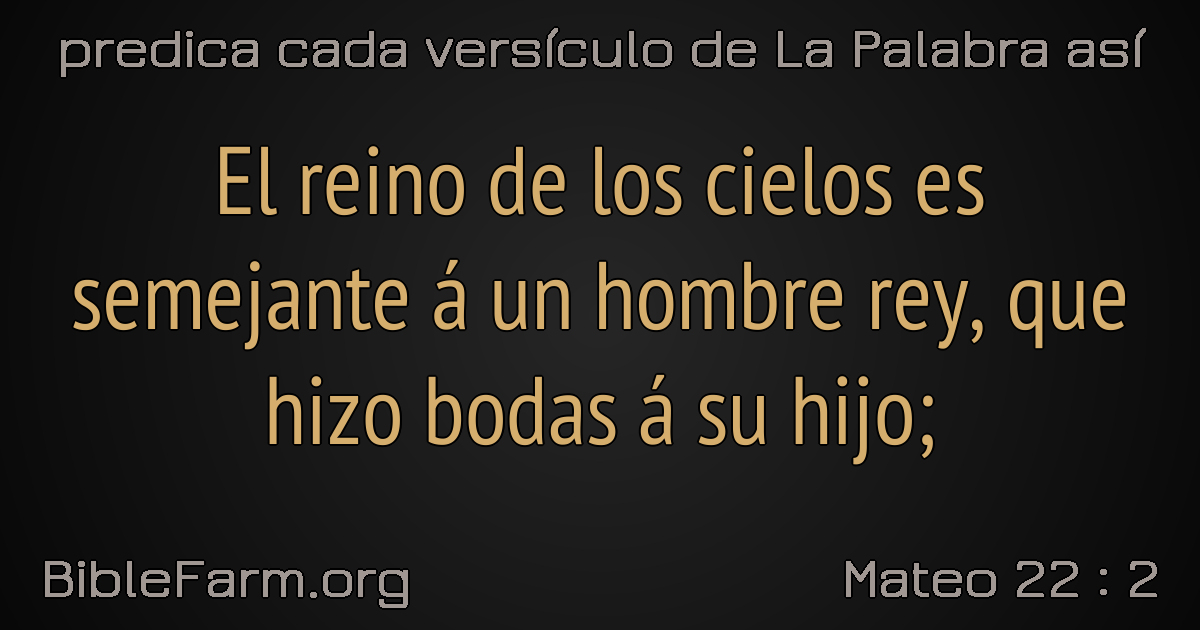 predica cada versículo de La Palabra así
El reino de los cielos es
semejante á un hombre rey, que
hizo bodas á su hijo;
BibleFarm.org
Mateo 22 : 2